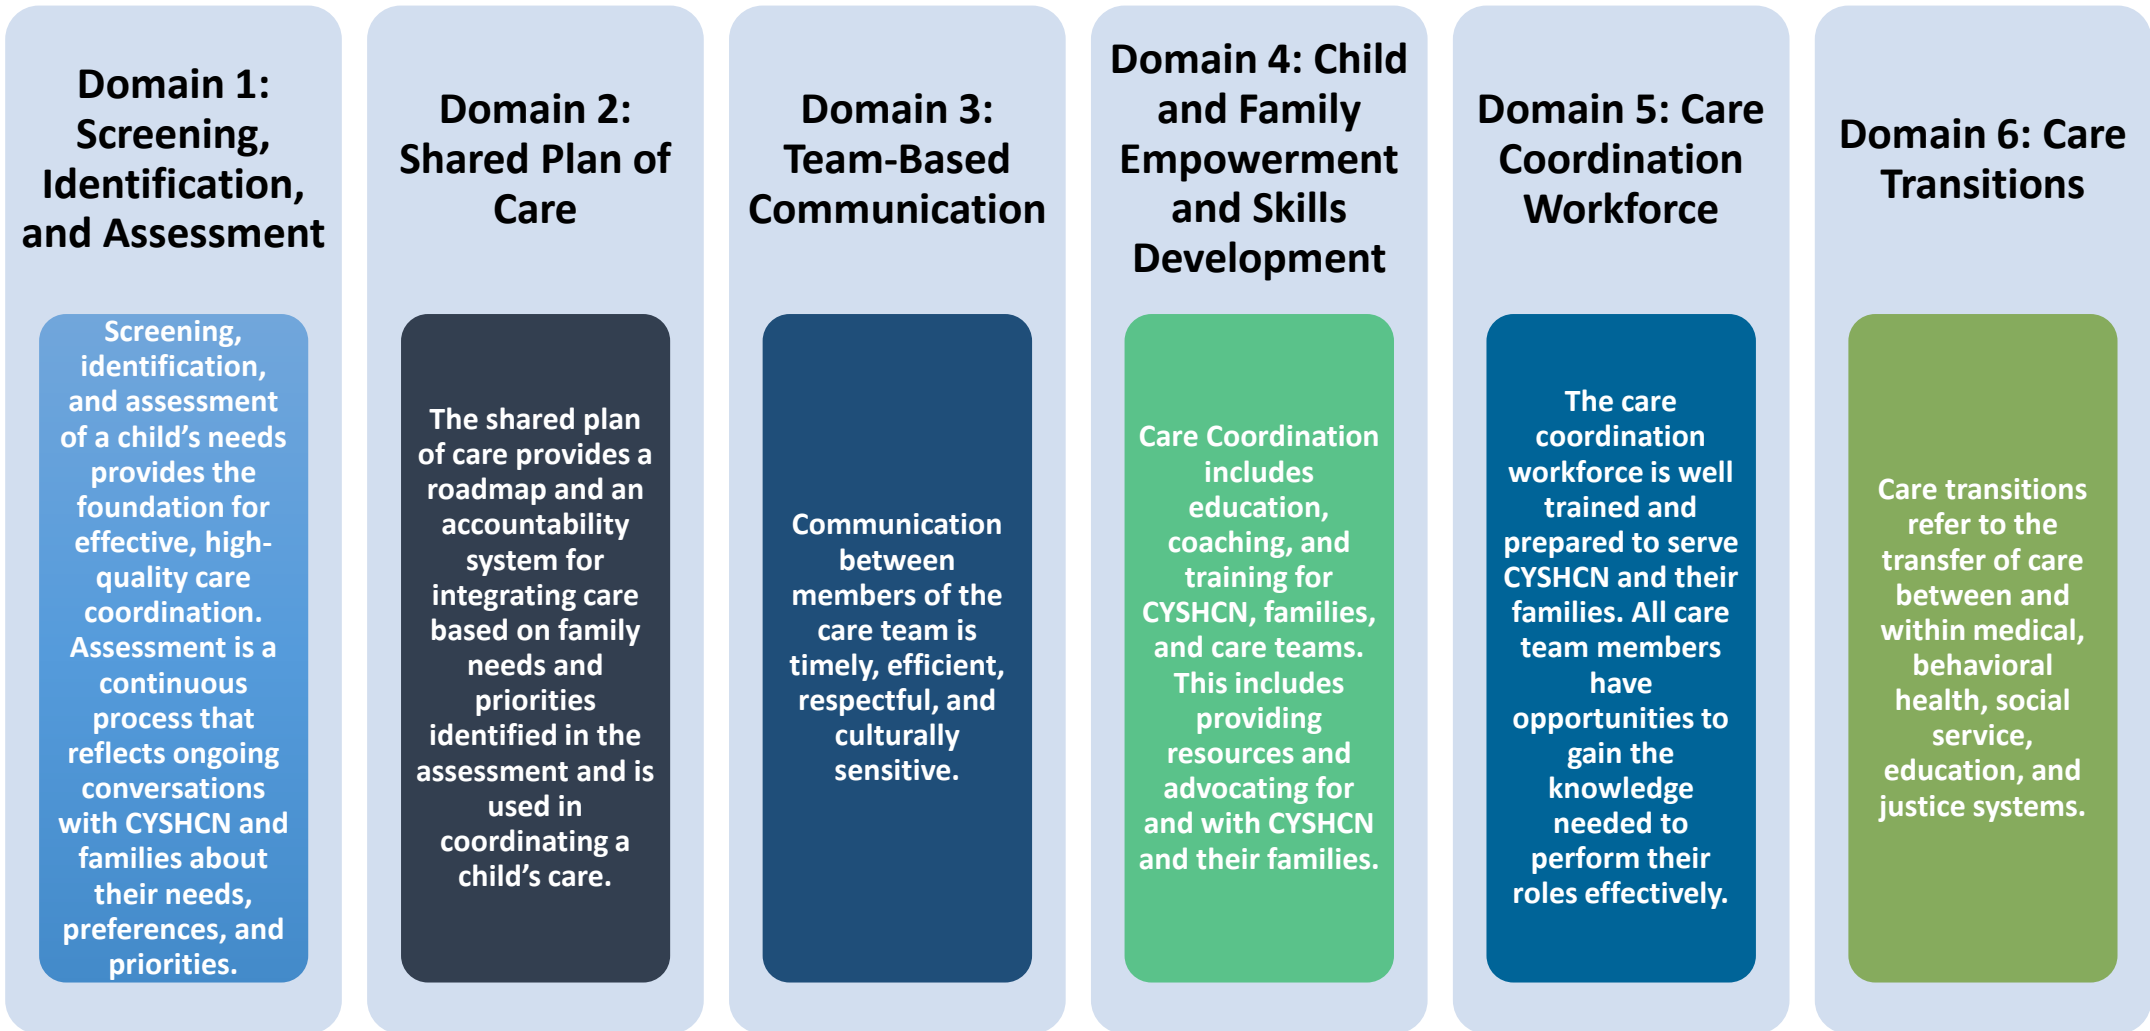 Domain 1:
Screening,
Identification,
and Assessment
Screening,
identification,
and assessment
of a child’s needs
provides the
foundation for
effective, high-
quality care
coordination.
Assessment is a
continuous
process that
reflects ongoing
conversations
with CYSHCN and
families about
their needs,
preferences, and
priorities.
Domain 2:
Shared Plan of
Care
The shared plan
of care provides a
roadmap and an
accountability
system for
integrating care
based on family
needs and
priorities
identified in the
assessment and is
used in
coordinating a
child’s care.
Domain 3:
Team-Based
Communication
Communication
between
members of the
care team is
timely, efficient,
respectful, and
culturally
sensitive.
Domain 4: Child
and Family
Empowerment
and Skills
Development
Care Coordination
includes
education,
coaching, and
training for
CYSHCN, families,
and care teams.
This includes
providing
resources and
advocating for
and with CYSHCN
and their families.
Domain 5: Care
Coordination
Workforce
The care
coordination
workforce is well
trained and
prepared to serve
CYSHCN and their
families. All care
team members
have
opportunities to
gain the
knowledge
needed to
perform their
roles effectively.
Domain 6: Care
Transitions
Care transitions
refer to the
transfer of care
between and
within medical,
behavioral
health, social
service,
education, and
justice systems.